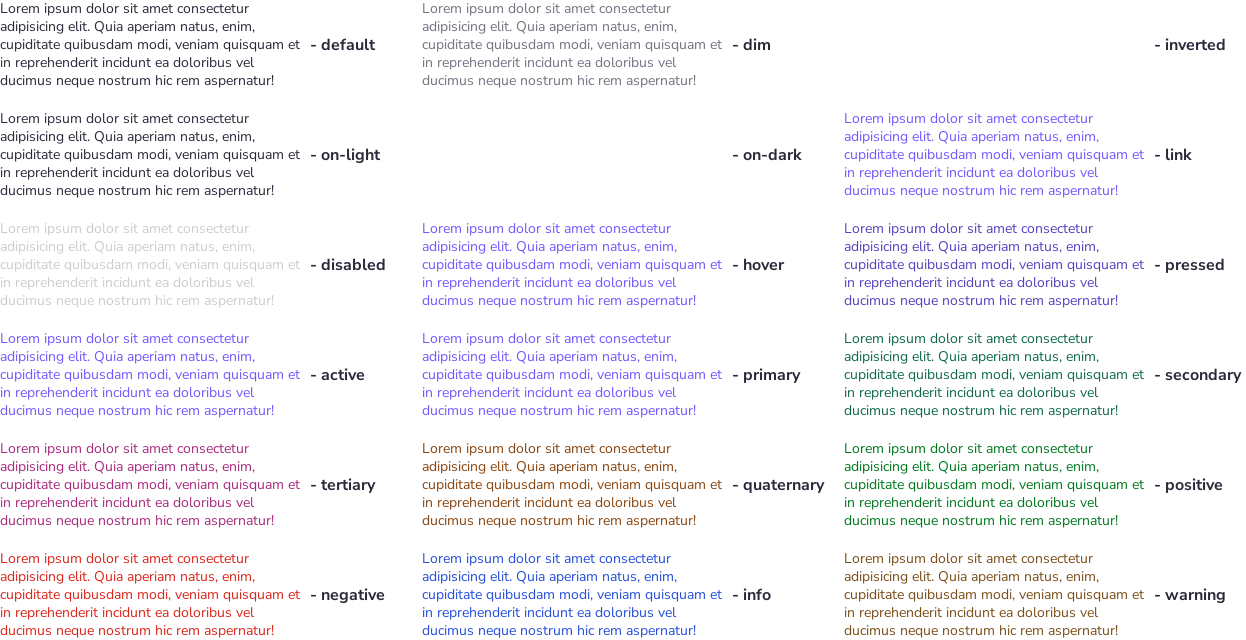 Lorem ipsum dolor sit amet consectetur
adipisicing elit. Quia aperiam natus, enim,
cupiditate quibusdam modi, veniam quisquam et
in reprehenderit incidunt ea doloribus vel
ducimus neque nostrum hic rem aspernatur!
- default
Lorem ipsum dolor sit amet consectetur
adipisicing elit. Quia aperiam natus, enim,
cupiditate quibusdam modi, veniam quisquam et
in reprehenderit incidunt ea doloribus vel
ducimus neque nostrum hic rem aspernatur!
- dim
- inverted
Lorem ipsum dolor sit amet consectetur
adipisicing elit. Quia aperiam natus, enim,
cupiditate quibusdam modi, veniam quisquam et
in reprehenderit incidunt ea doloribus vel
ducimus neque nostrum hic rem aspernatur!
- on-light
- on-dark
Lorem ipsum dolor sit amet consectetur
adipisicing elit. Quia aperiam natus, enim,
cupiditate quibusdam modi, veniam quisquam et
in reprehenderit incidunt ea doloribus vel
ducimus neque nostrum hic rem aspernatur!
- link
Lorem ipsum dolor sit amet consectetur
adipisicing elit. Quia aperiam natus, enim,
cupiditate quibusdam modi, veniam quisquam et
in reprehenderit incidunt ea doloribus vel
ducimus neque nostrum hic rem aspernatur!
- disabled
Lorem ipsum dolor sit amet consectetur
adipisicing elit. Quia aperiam natus, enim,
cupiditate quibusdam modi, veniam quisquam et
in reprehenderit incidunt ea doloribus vel
ducimus neque nostrum hic rem aspernatur!
- hover
Lorem ipsum dolor sit amet consectetur
adipisicing elit. Quia aperiam natus, enim,
cupiditate quibusdam modi, veniam quisquam et
in reprehenderit incidunt ea doloribus vel
ducimus neque nostrum hic rem aspernatur!
- pressed
Lorem ipsum dolor sit amet consectetur
adipisicing elit. Quia aperiam natus, enim,
cupiditate quibusdam modi, veniam quisquam et
in reprehenderit incidunt ea doloribus vel
ducimus neque nostrum hic rem aspernatur!
- active
Lorem ipsum dolor sit amet consectetur
adipisicing elit. Quia aperiam natus, enim,
cupiditate quibusdam modi, veniam quisquam et
in reprehenderit incidunt ea doloribus vel
ducimus neque nostrum hic rem aspernatur!
- primary
Lorem ipsum dolor sit amet consectetur
adipisicing elit. Quia aperiam natus, enim,
cupiditate quibusdam modi, veniam quisquam et
in reprehenderit incidunt ea doloribus vel
ducimus neque nostrum hic rem aspernatur!
- secondary
Lorem ipsum dolor sit amet consectetur
adipisicing elit. Quia aperiam natus, enim,
cupiditate quibusdam modi, veniam quisquam et
in reprehenderit incidunt ea doloribus vel
ducimus neque nostrum hic rem aspernatur!
- tertiary
Lorem ipsum dolor sit amet consectetur
adipisicing elit. Quia aperiam natus, enim,
cupiditate quibusdam modi, veniam quisquam et
in reprehenderit incidunt ea doloribus vel
ducimus neque nostrum hic rem aspernatur!
- quaternary
Lorem ipsum dolor sit amet consectetur
adipisicing elit. Quia aperiam natus, enim,
cupiditate quibusdam modi, veniam quisquam et
in reprehenderit incidunt ea doloribus vel
ducimus neque nostrum hic rem aspernatur!
- positive
Lorem ipsum dolor sit amet consectetur
adipisicing elit. Quia aperiam natus, enim,
cupiditate quibusdam modi, veniam quisquam et
in reprehenderit incidunt ea doloribus vel
ducimus neque nostrum hic rem aspernatur!
- negative
Lorem ipsum dolor sit amet consectetur
adipisicing elit. Quia aperiam natus, enim,
cupiditate quibusdam modi, veniam quisquam et
in reprehenderit incidunt ea doloribus vel
ducimus neque nostrum hic rem aspernatur!
- info
Lorem ipsum dolor sit amet consectetur
adipisicing elit. Quia aperiam natus, enim,
cupiditate quibusdam modi, veniam quisquam et
in reprehenderit incidunt ea doloribus vel
ducimus neque nostrum hic rem aspernatur!
- warning